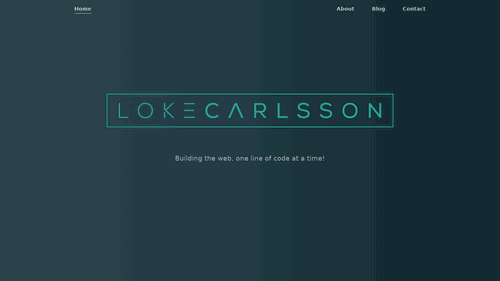 Home About Blog Contact
LOKECARLSSON
Building the web, one line of code at a time!